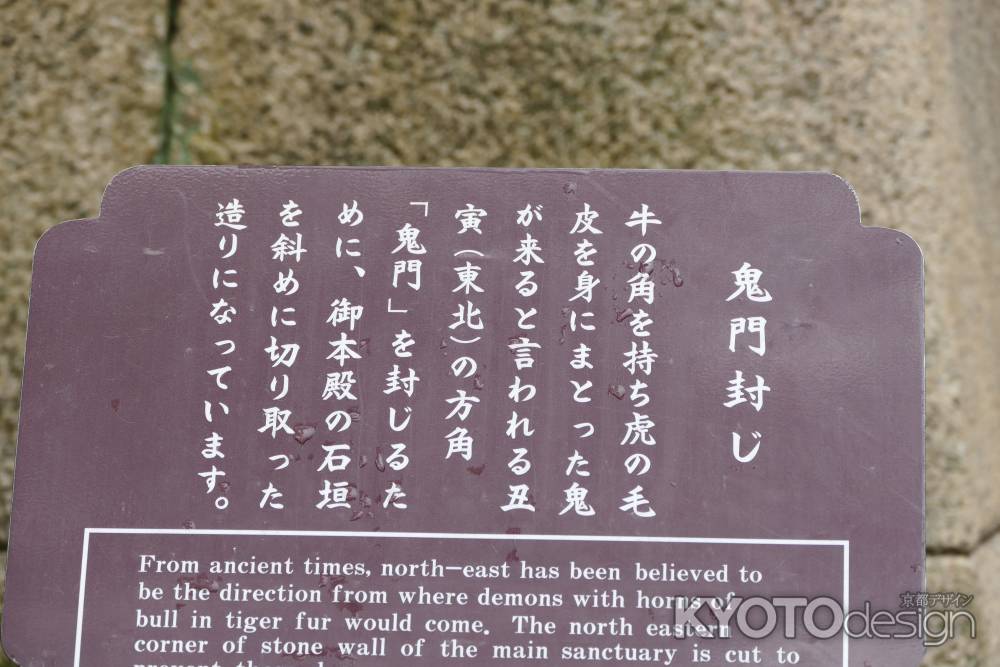 鬼門封じ
牛の角を持ち虎の毛
皮を身にまとった鬼
が来ると言われる丑
寅（東北）の方角
「鬼門」を封じるた
めに、御本殿の石垣
を斜めに切り取った
造りになっています。
From ancient times, north-east has been believed to
be the direction from where demons with horns of
bull in tiger fur would come. The north eastern
corner of stone wall of the main sanctuary is cut to
京都デザイン
KYOTOdesign